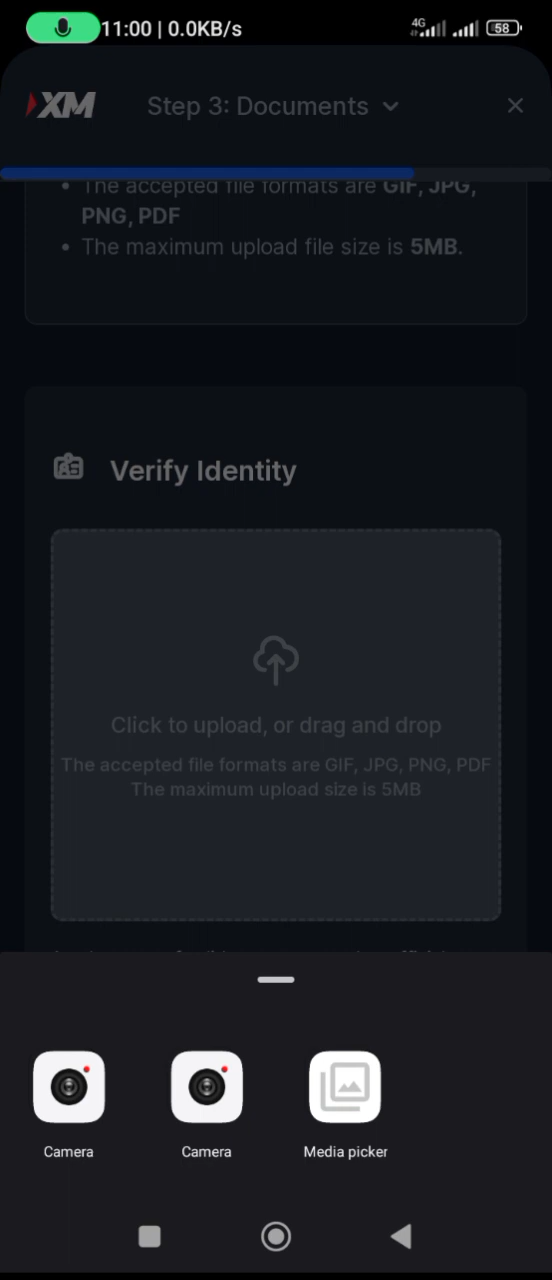 11:00 | 0.0KB/s
4G
58
XM
Step 3: Documents
The accepted file formats are GIF, JPG,
PNG, PDF
• The maximum upload file size is 5MB.
Verify Identity
Click to upload, or drag and drop
The accepted file formats are GIF, JPG, PNG, PDF
The maximum upload size is 5MB
Camera
Camera
Media picker